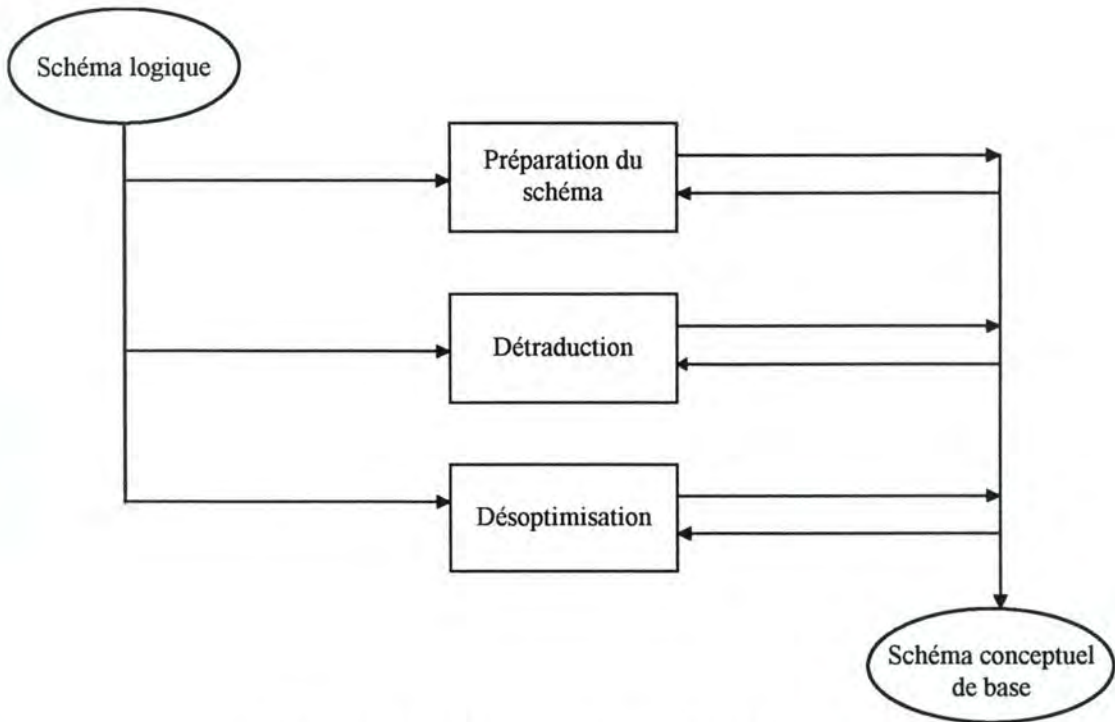 Schéma logique
Préparation du
schéma
Détraduction
Désoptimisation
Schéma conceptuel
de base